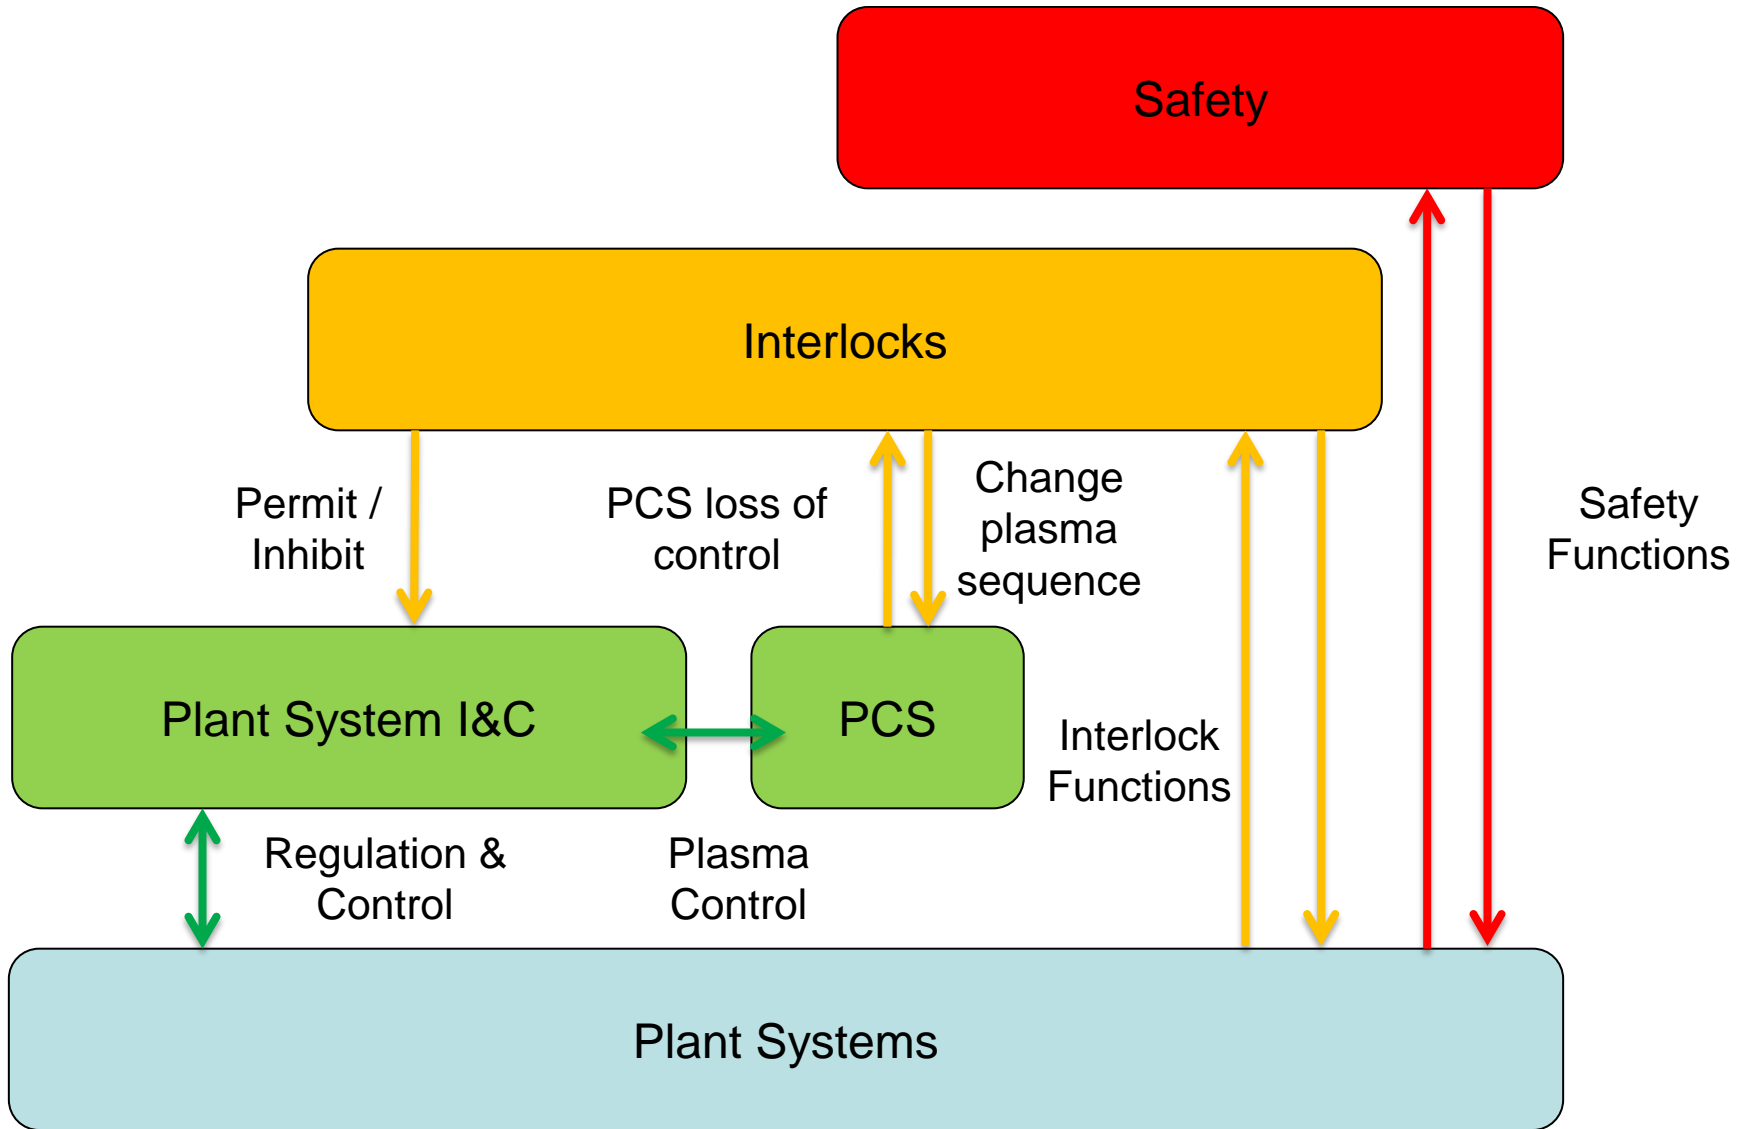 Safety
Interlocks
Permit /
Inhibit
PCS loss of
control
Change
plasma
sequence
Safety
Functions
Plant System I&C
PCS
Interlock
Functions
Regulation &
Control
Plasma
Control
Plant Systems